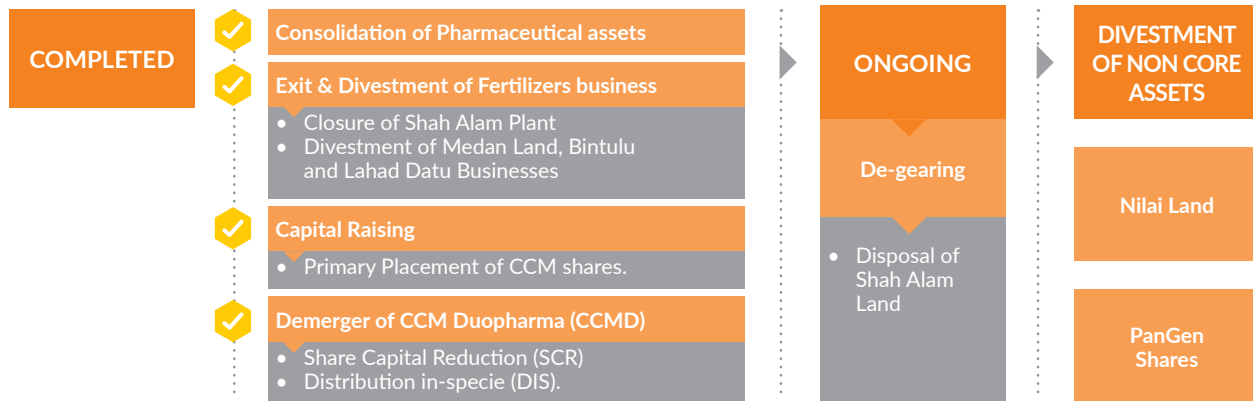 COMPLETED
Consolidation of Pharmaceutical assets
Exit & Divestment of Fertilizers business
• Closure of Shah Alam Plant
• Divestment of Medan Land, Bintulu
and Lahad Datu Businesses
Capital Raising
• Primary Placement of CCM shares.
Demerger of CCM Duopharma (CCMD)
• Share Capital Reduction (SCR)
• Distribution in-specie (DIS).
ONGOING
De-gearing
• Disposal of
Shah Alam
Land
DIVESTMENT
OF NON CORE
ASSETS
Nilai Land
PanGen
Shares